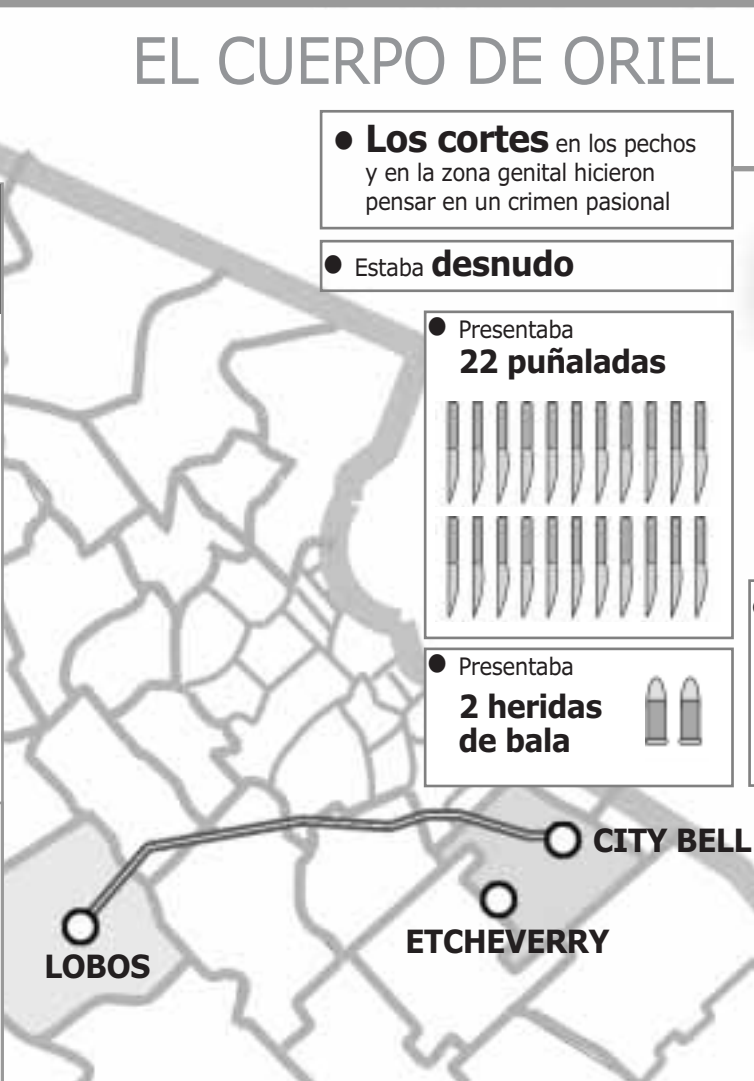 EL CUERPO DE ORIEL
● Los cortes en los pechos
y en la zona genital hicieron
pensar en un crimen pasional
● Estaba desnudo
● Presentaba
22 puñaladas
● Presentaba
2 heridas
de bala
CITY BELL
ETCHEVERRY
LOBOS